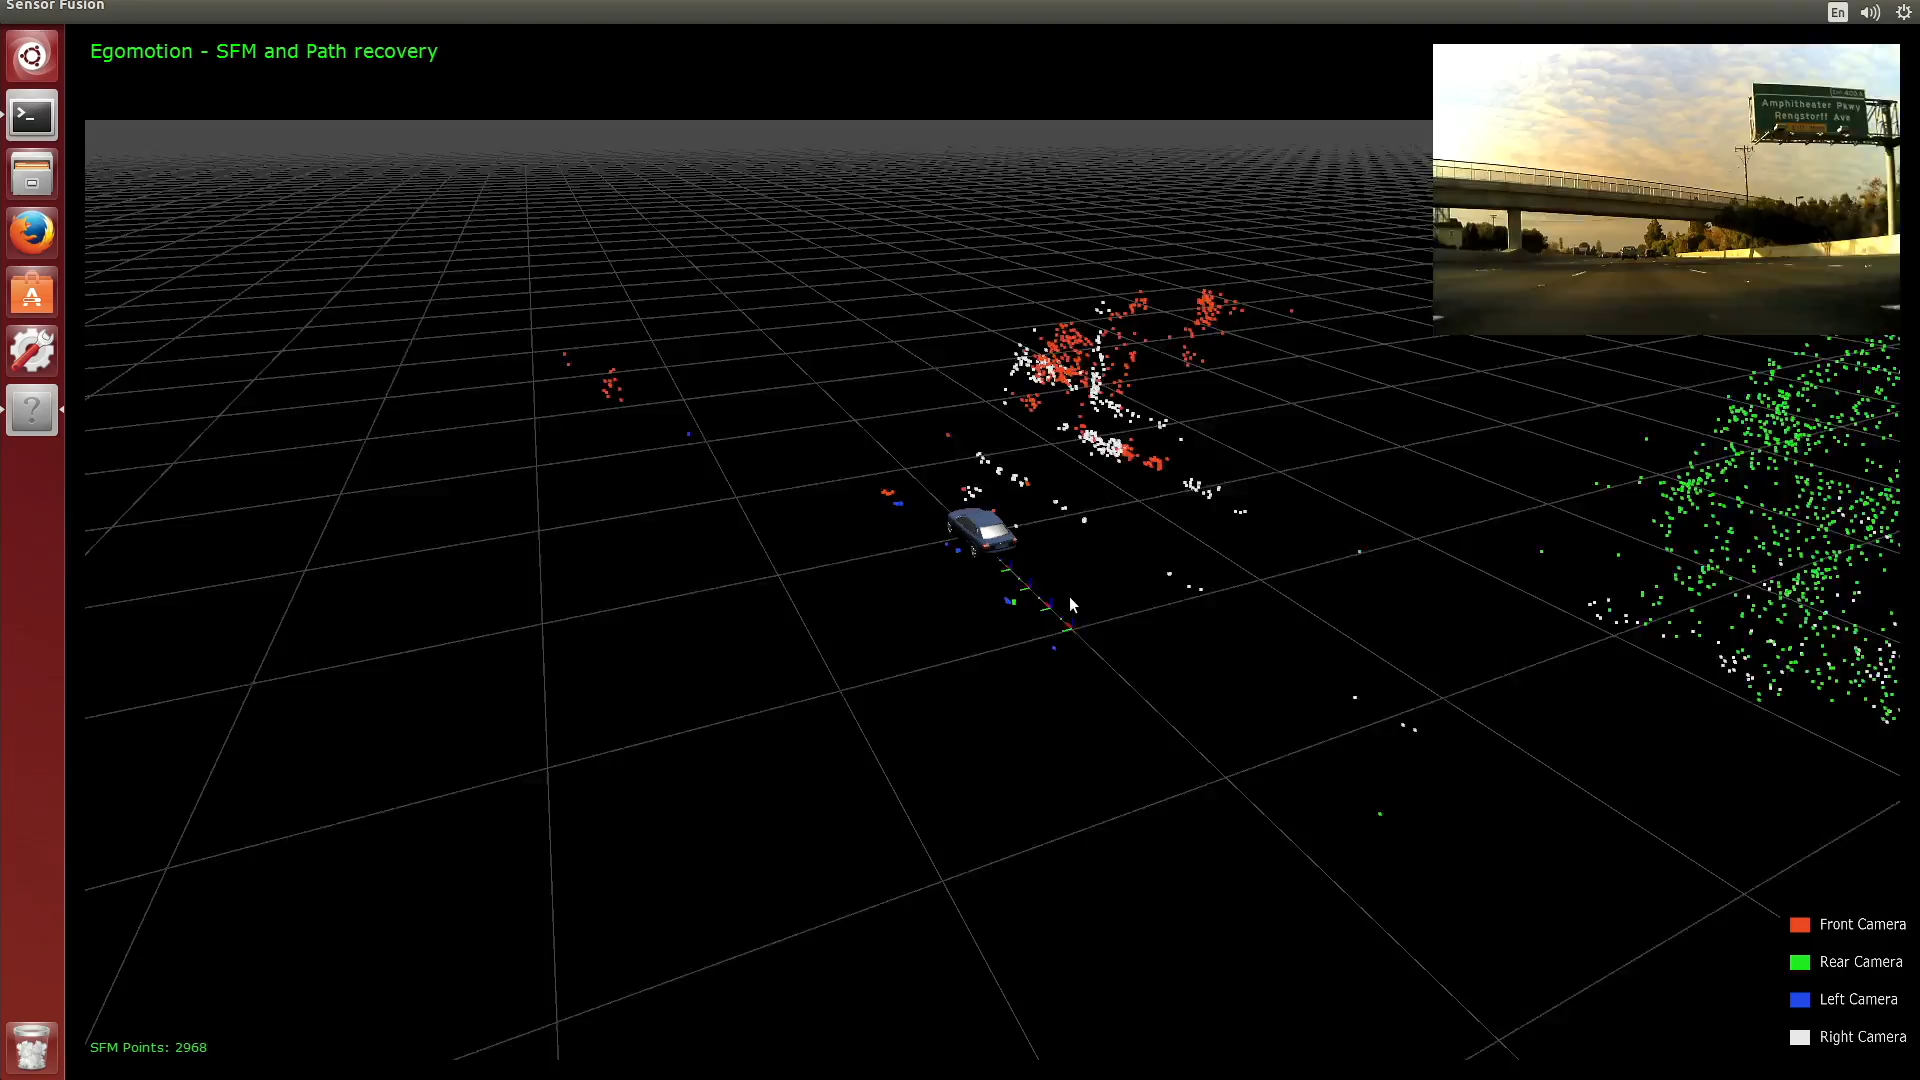 Sensor Fusion
En
Egomotion - SFM and Path recovery
Amphitheater Pkwy
Rengstorff Ave
Front Camera
Rear Camera
Left Camera
Right Camera
SFM Points: 2968